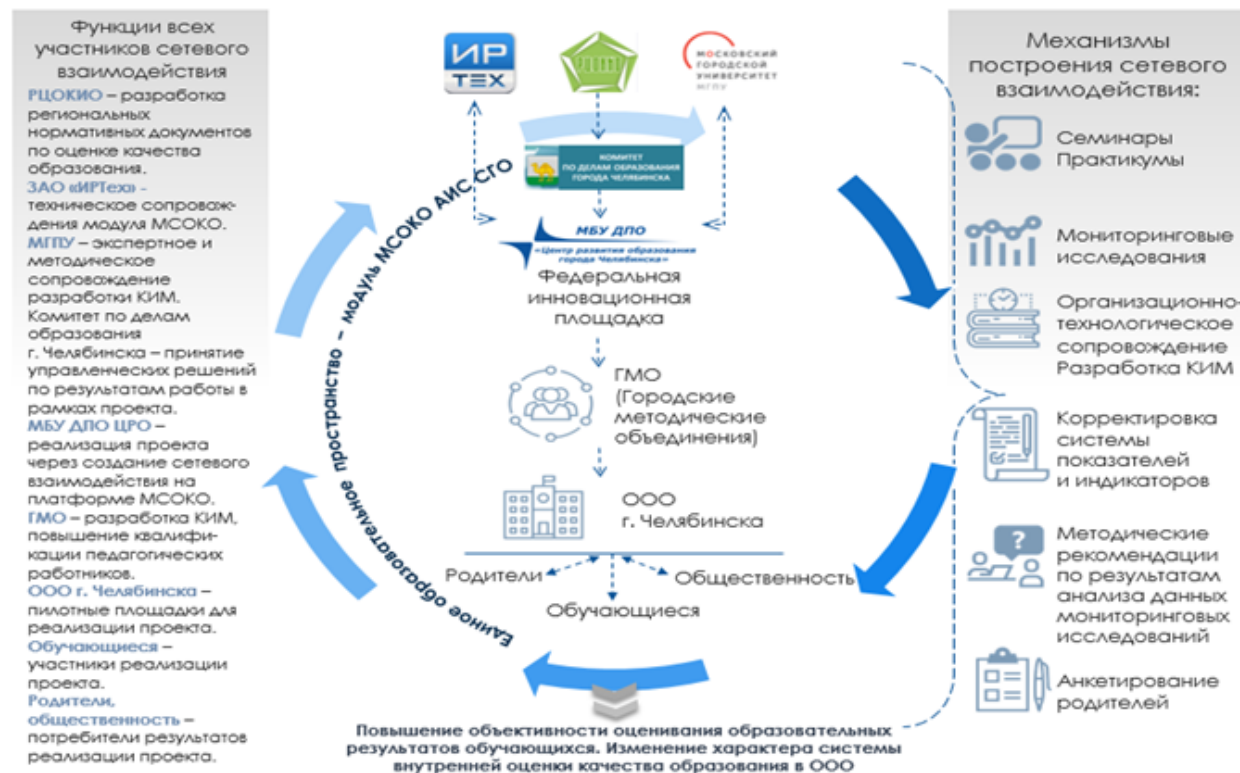 Функции всех
участников сетевого
взаимодействия
РЦОКИО – разработка
региональных
нормативных документов
по оценке качества
образования.
ЗАО «ИРТех» -
техническое сопровож-
дения модуля МСОКО.
МГПУ – экспертное и
методическое
сопровождение
разработки КИМ.
Комитет по делам
образования
г. Челябинска – принятие
управленческих решений
по результатам работы в
рамках проекта.
МБУ ДПО ЦРО –
реализация проекта
через создание сетевого
взаимодействия на
платформе МСОКО.
ГМО – разработка КИМ,
повышение квалифи-
кации педагогических
работников.
ООО г. Челябинска –
пилотные площадки для
реализации проекта.
Обучающиеся –
участники реализации
проекта.
Родители,
общественность –
потребители результатов
реализации проекта.
ИР
ТЕХ
РЦОКИО
МОСКОВСКИЙ
ГОРОДСКОЙ
УНИВЕРСИТЕТ
МГПУ
КОМИТЕТ
ПО ДЕЛАМ ОБРАЗОВАНИЯ
ГОРОДА ЧЕЛЯБИНСКА
МБУ ДПО
«Центр развития образования
города Челябинска»
Федеральная
инновационная
площадка
ГМО
(Городские
методические
объединения)
ООО
г. Челябинска
Родители
Общественность
Обучающиеся
Единое образовательное пространство – модуль МСОКО АИС СГО
Повышение объективности оценивания образовательных
результатов обучающихся. Изменение характера системы
внутренней оценки качества образования в ООО
Механизмы
построения сетевого
взаимодействия:
Семинары
Практикумы
Мониторинговые
исследования
Организационно-
технологическое
сопровождение
Разработка КИМ
Корректировка
системы
показателей
и индикаторов
?
Методические
рекомендации
по результатам
анализа данных
мониторинговых
исследований
Анкетирование
родителей